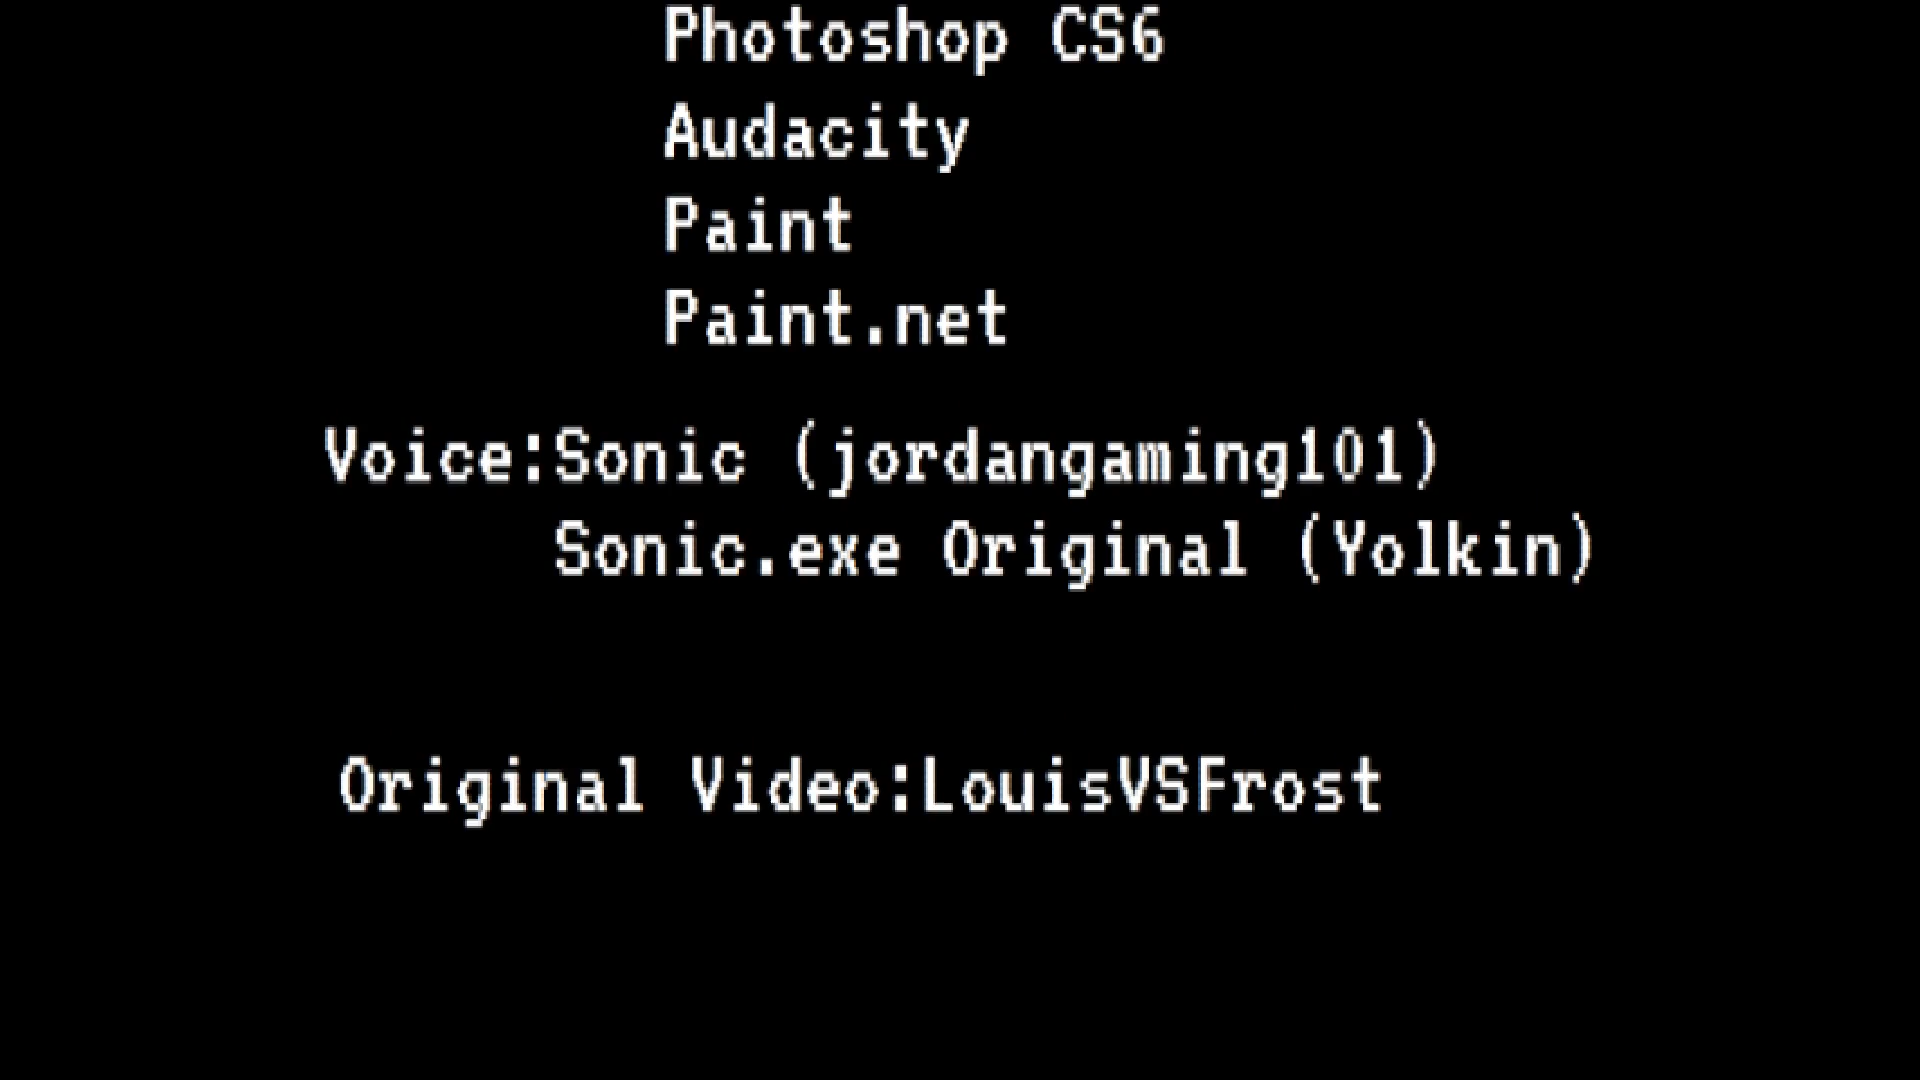 Photoshop CS6
Audacity
Paint
Paint.net
Voice:Sonic (jordangaming101)
Sonic.exe Original (Yolkin)
Original Video:LouisVSFrost